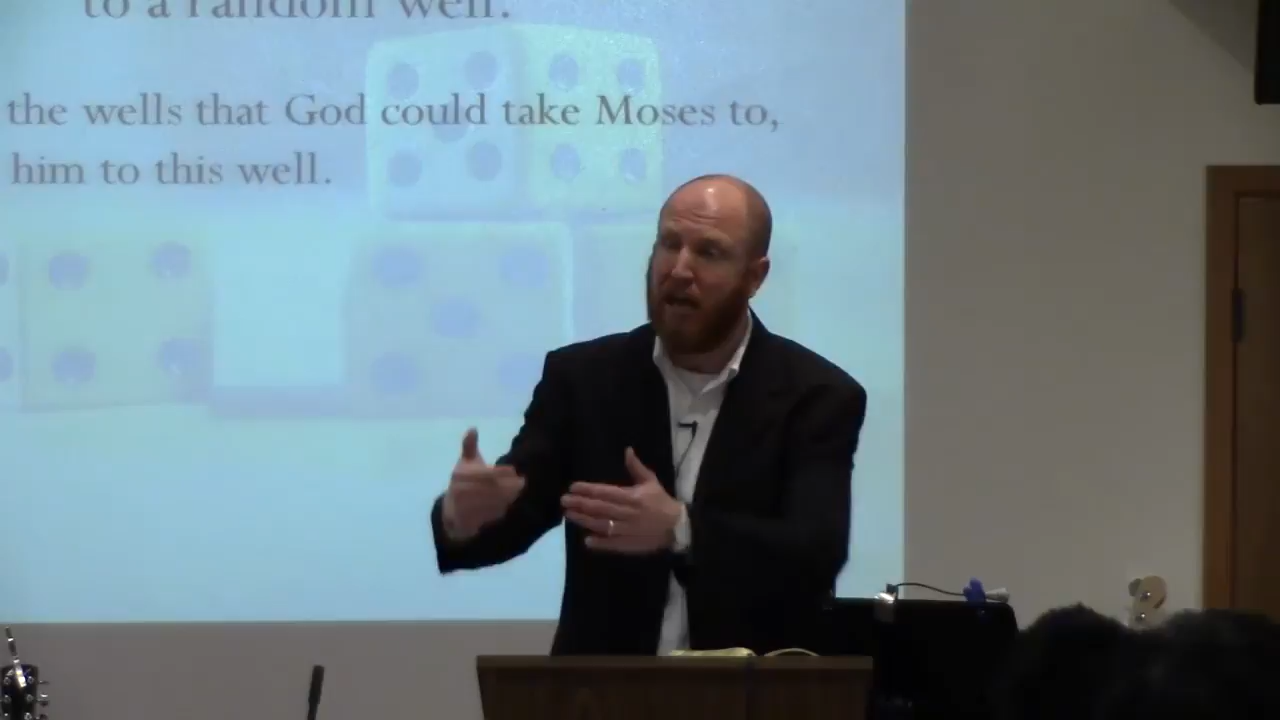 to a random well.
the wells that God could take Moses to,
him to this well.